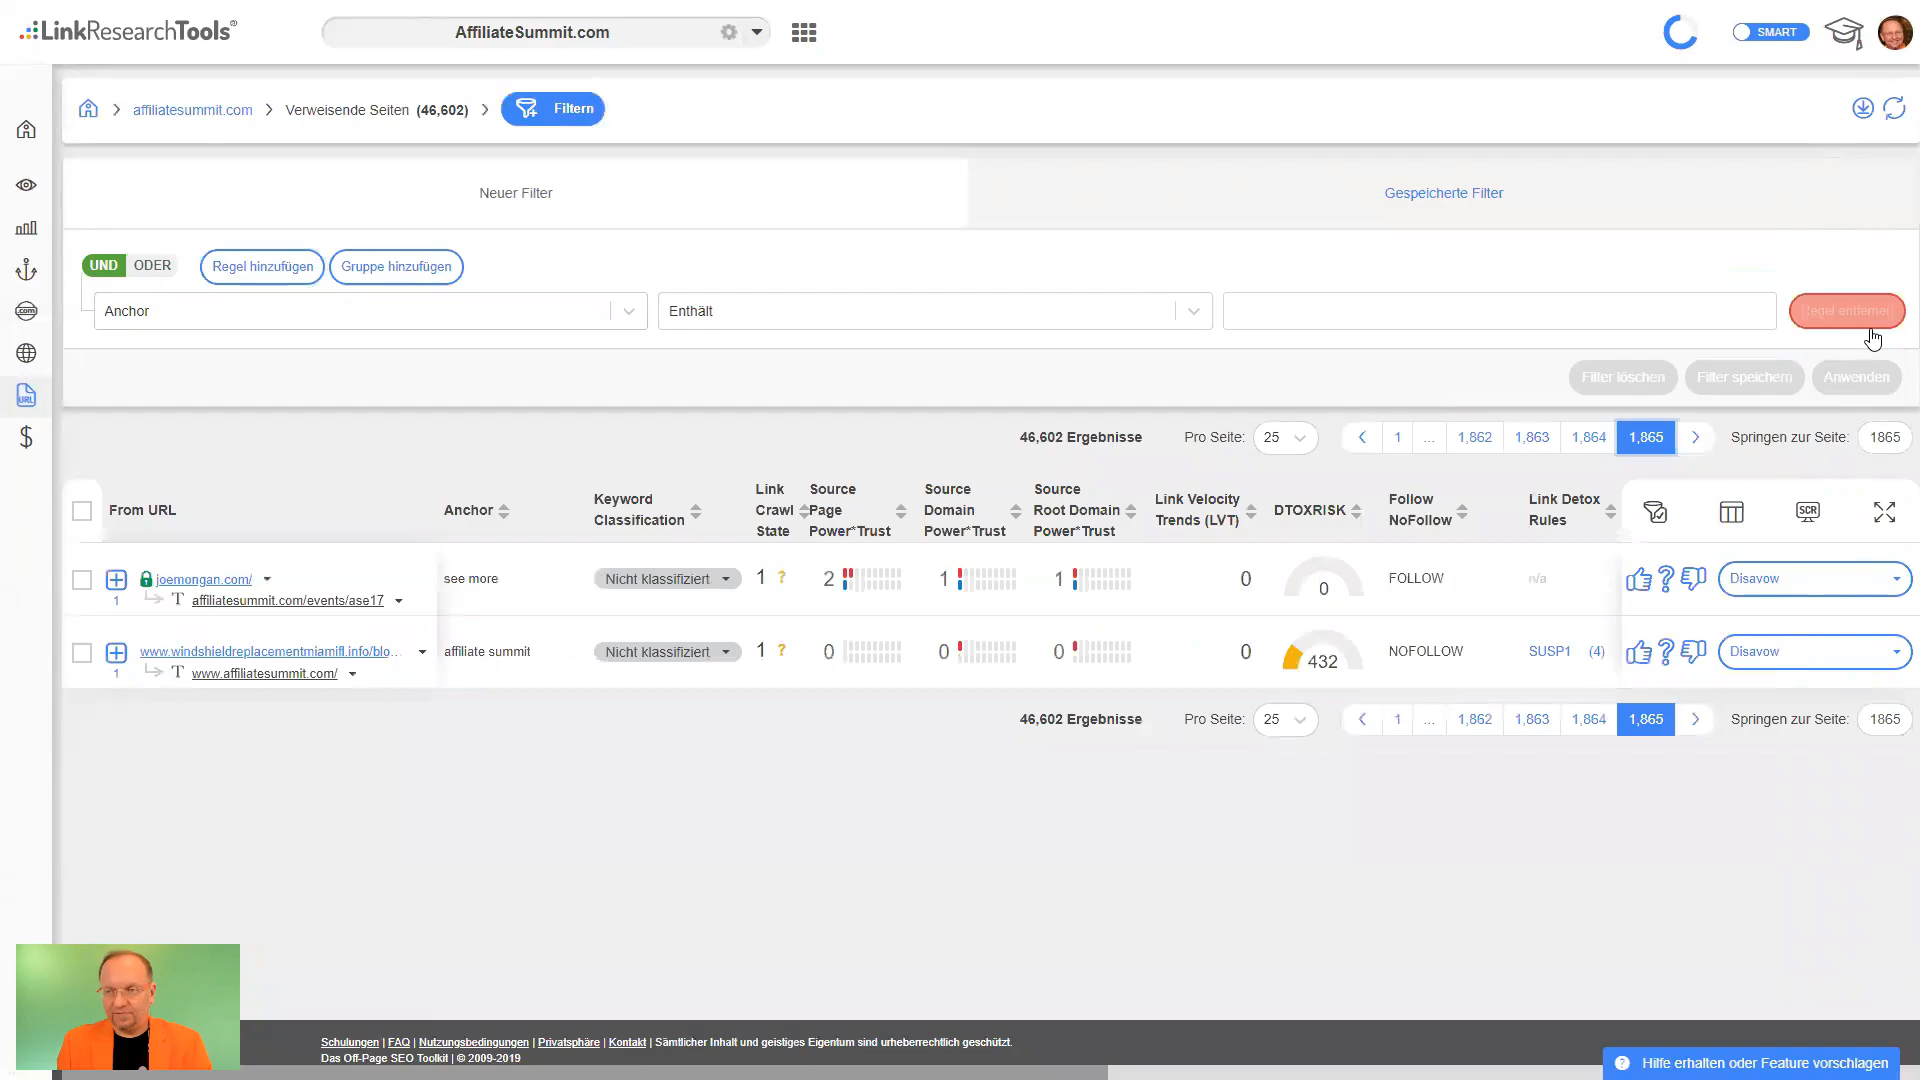 LinkResearchTools®
AffiliateSummit.com
SMART
affiliatesummit.com
Verweisende Seiten (46,602)
Filtern
Neuer Filter
Gespeicherte Filter
UND ODER
Regel hinzufügen
Gruppe hinzufügen
Anchor
Enthält
Regel entfernen
Filter löschen
Filter speichern
Anwenden
46,602 Ergebnisse
Pro Seite: 25
1 ... 1,862 1,863 1,864 1,865
Springen zur Seite: 1865
From URL
Anchor
Keyword
Classification
Link
Crawl
State
Source
Page
Power*Trust
Source
Domain
Power*Trust
Source
Root Domain
Power*Trust
Link Velocity
Trends (LVT)
DTOXRISK
Follow
NoFollow
Link Detox
Rules
SCR
joemongan.com/
see more
Nicht klassifiziert
1 ?
2
1
1
0
0
FOLLOW
n/a
Disavow
1
T affiliatesummit.com/events/ase17
www.windshieldreplacementmiamifl.info/blo...
affiliate summit
Nicht klassifiziert
1 ?
0
0
0
0
432
NOFOLLOW
SUSP1 (4)
Disavow
1
T www.affiliatesummit.com/
46,602 Ergebnisse
Pro Seite: 25
1 ... 1,862 1,863 1,864 1,865
Springen zur Seite: 1865
.com
URL
Schulungen | FAQ | Nutzungsbedingungen | Privatsphäre | Kontakt | Sämtlicher Inhalt und geistiges Eigentum sind urheberrechtlich geschützt.
Das Off-Page SEO Toolkit | © 2009-2019
Hilfe erhalten oder Feature vorschlagen